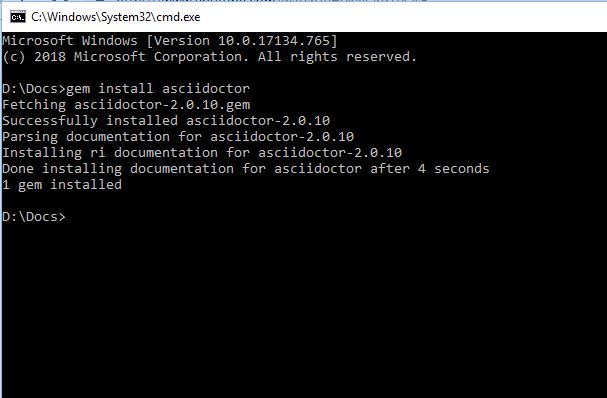 C:\Windows\System32\cmd.exe
Microsoft Windows [Version 10.0.17134.765]
(c) 2018 Microsoft Corporation. All rights reserved.
D:\Docs>gem install asciidoctor
Fetching asciidoctor-2.0.10.gem
Successfully installed asciidoctor-2.0.10
Parsing documentation for asciidoctor-2.0.10
Installing ri documentation for asciidoctor-2.0.10
Done installing documentation for asciidoctor after 4 seconds
1 gem installed
D:\Docs>